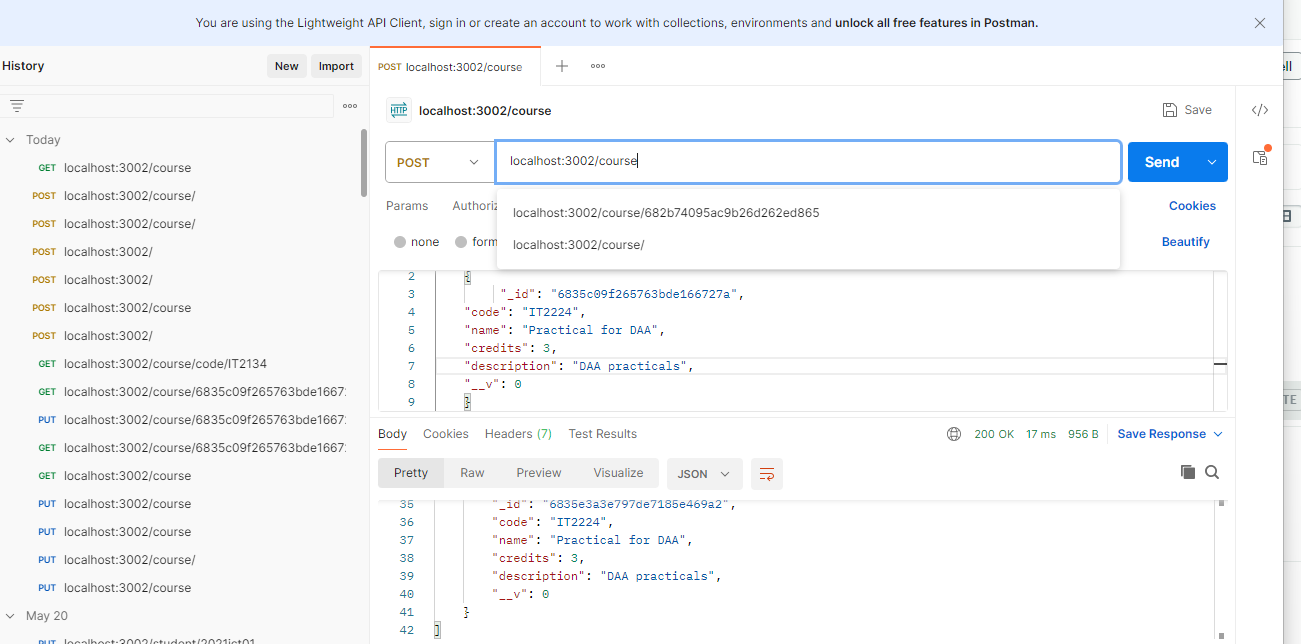 You are using the Lightweight API Client, sign in or create an account to work with collections, environments and unlock all free features in Postman.
History
New
Import
POST localhost:3002/course
HTTP localhost:3002/course
Save
Today
GET localhost:3002/course
POST localhost:3002/course/
POST localhost:3002/course/
POST localhost:3002/
POST localhost:3002/
POST localhost:3002/course
POST localhost:3002/
GET localhost:3002/course/code/IT2134
GET localhost:3002/course/6835c09f265763bde1667
PUT localhost:3002/course/6835c09f265763bde1667
GET localhost:3002/course/6835c09f265763bde1667
GET localhost:3002/course
PUT localhost:3002/course
PUT localhost:3002/course
PUT localhost:3002/course/
PUT localhost:3002/course
May 20
PUT localhost:3002/student/2021ict01
POST
localhost:3002/course
Send
Params
Authoriz
localhost:3002/course/682b74095ac9b26d262ed865
Cookies
none
form
localhost:3002/course/
Beautify
2 {
3 "_id": "6835c09f265763bde166727a",
4 "code": "IT2224",
5 "name": "Practical for DAA",
6 "credits": 3,
7 "description": "DAA practicals",
8 "__v": 0
9 }
Body
Cookies
Headers (7)
Test Results
200 OK 17 ms 956 B
Save Response
Pretty
Raw
Preview
Visualize
JSON
35 "_id": "6835e3a3e797de7185e469a2",
36 "code": "IT2224",
37 "name": "Practical for DAA",
38 "credits": 3,
39 "description": "DAA practicals",
40 "__v": 0
41 }
42 ]
TE